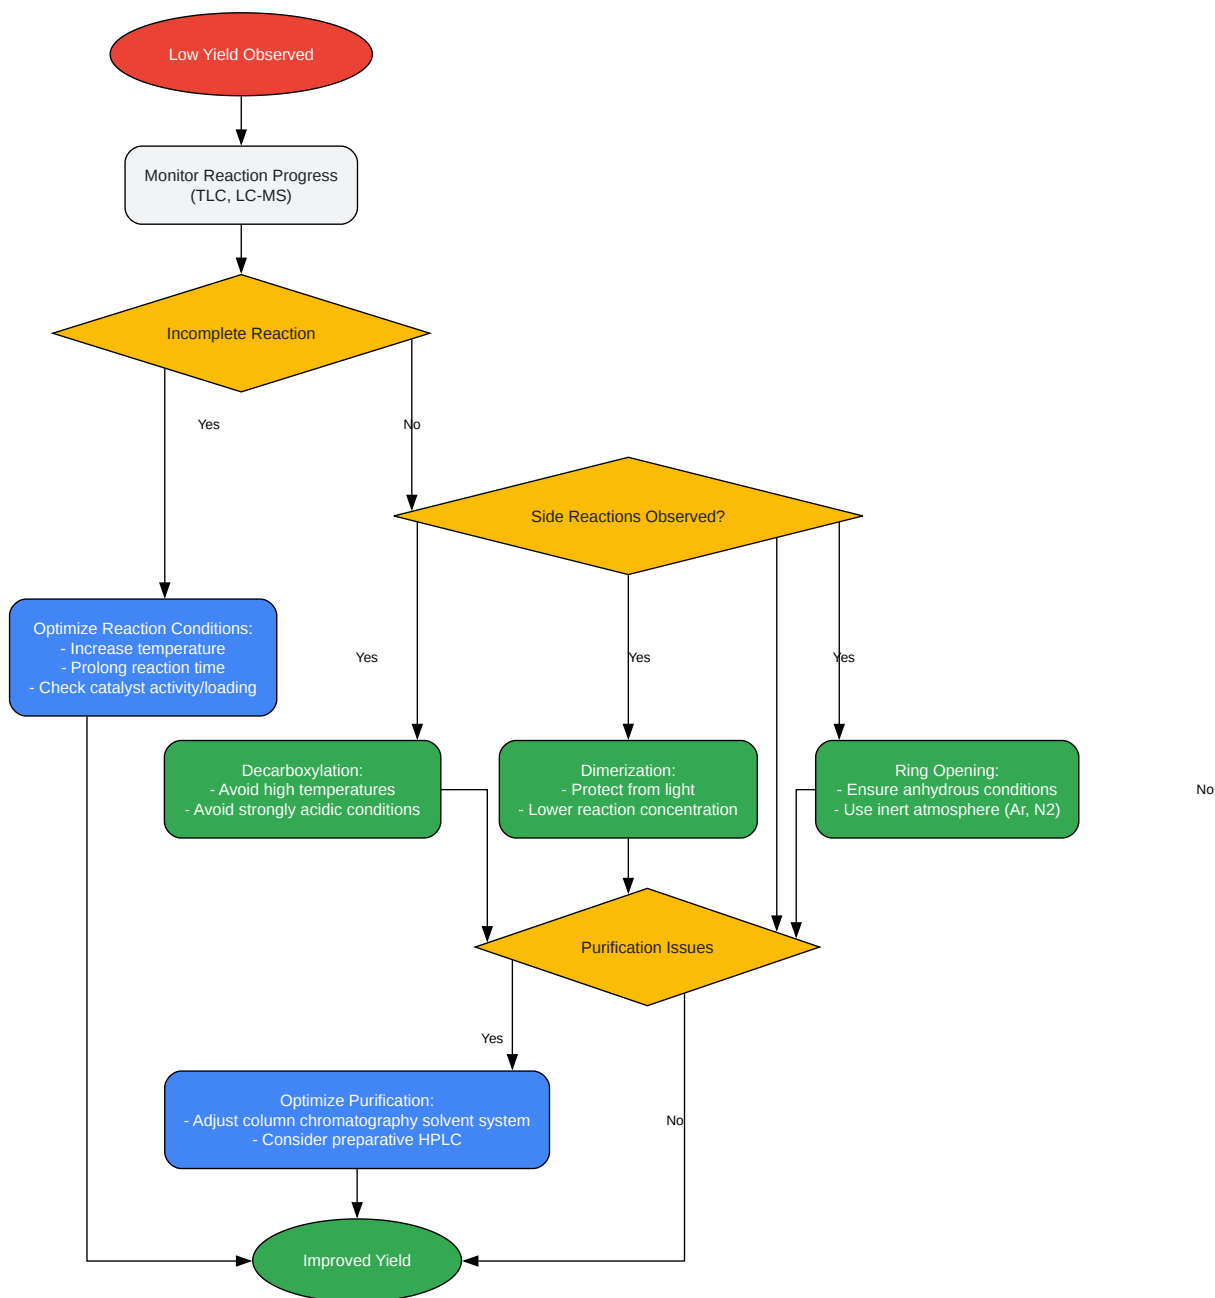 Low Yield Observed
Monitor Reaction Progress
(TLC, LC-MS)
Incomplete Reaction
Yes
No
Side Reactions Observed?
Optimize Reaction Conditions:
- Increase temperature
- Prolong reaction time
- Check catalyst activity/loading
Yes
Yes
Yes
Decarboxylation:
- Avoid high temperatures
- Avoid strongly acidic conditions
Dimerization:
- Protect from light
- Lower reaction concentration
Ring Opening:
- Ensure anhydrous conditions
- Use inert atmosphere (Ar, N2)
No
Purification Issues
Yes
Optimize Purification:
- Adjust column chromatography solvent system
- Consider preparative HPLC
No
Improved Yield